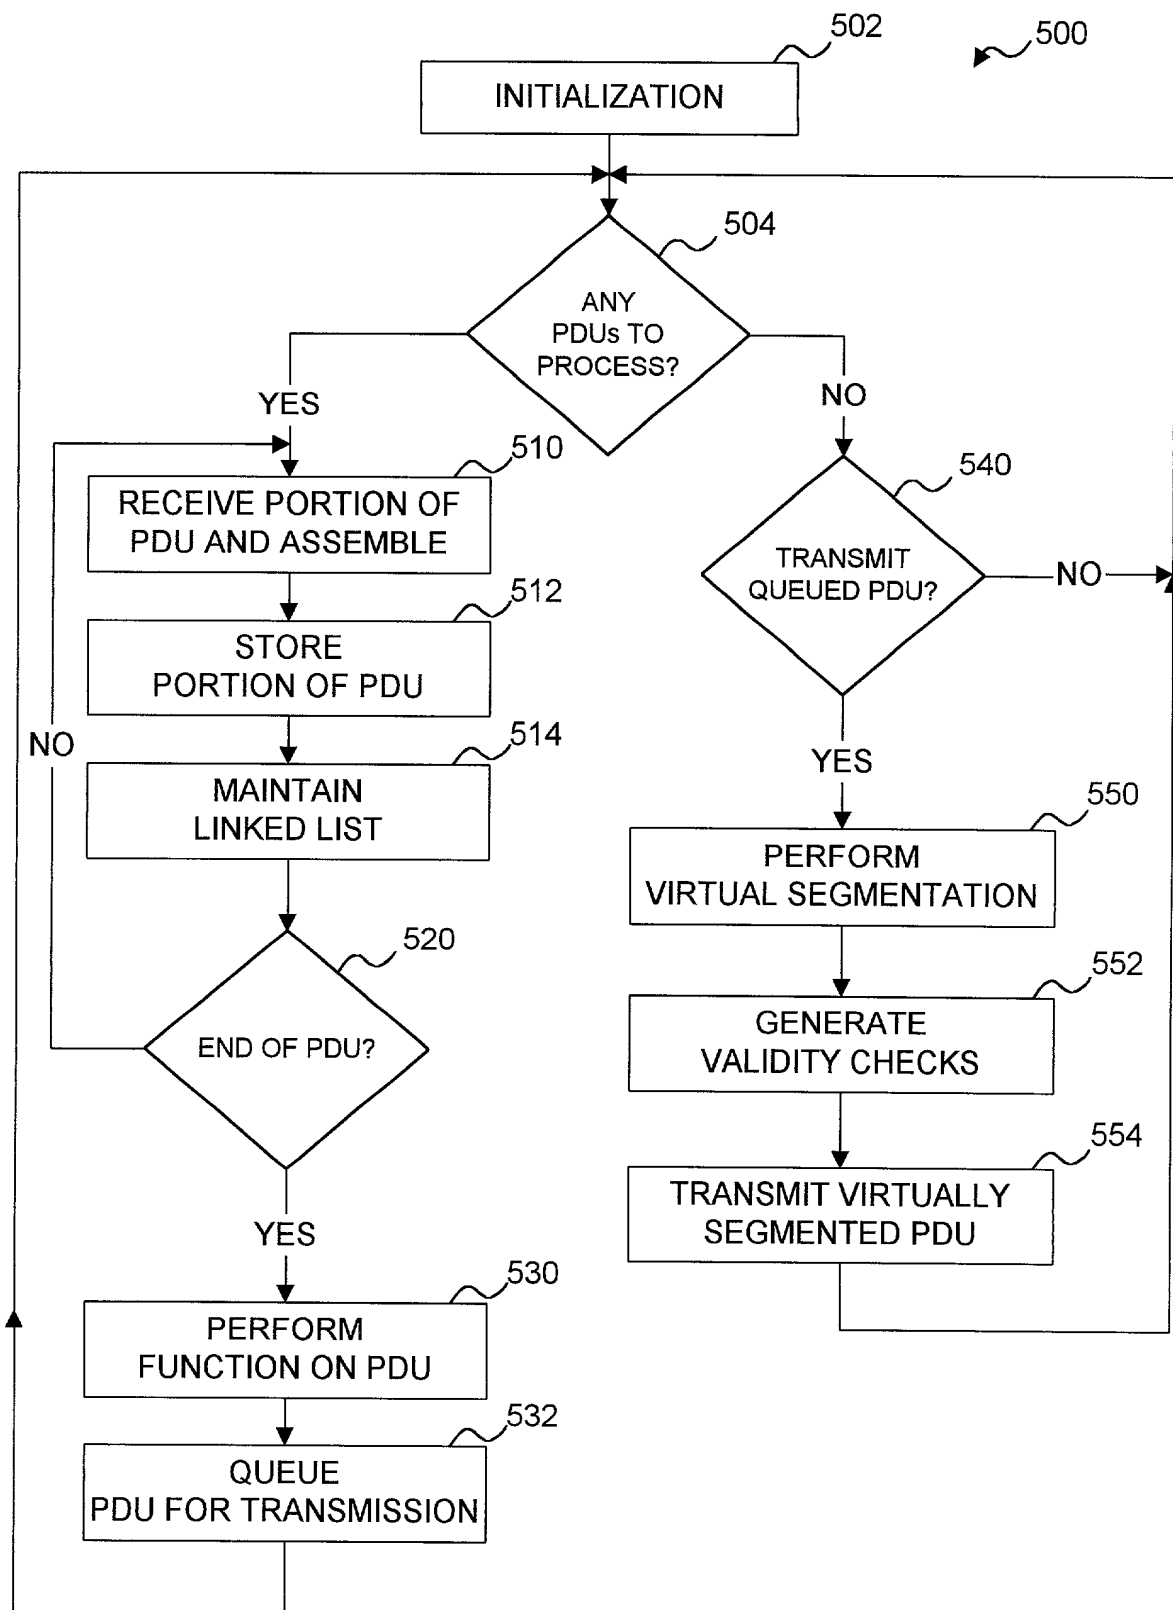 502
500
INITIALIZATION
504
ANY
PDUs TO
PROCESS?
YES
NO
510
RECEIVE PORTION OF
PDU AND ASSEMBLE
540
TRANSMIT
QUEUED PDU?
NO
512
STORE
PORTION OF PDU
NO
514
MAINTAIN
LINKED LIST
YES
550
PERFORM
VIRTUAL SEGMENTATION
520
END OF PDU?
552
GENERATE
VALIDITY CHECKS
554
TRANSMIT VIRTUALLY
SEGMENTED PDU
YES
530
PERFORM
FUNCTION ON PDU
532
QUEUE
PDU FOR TRANSMISSION